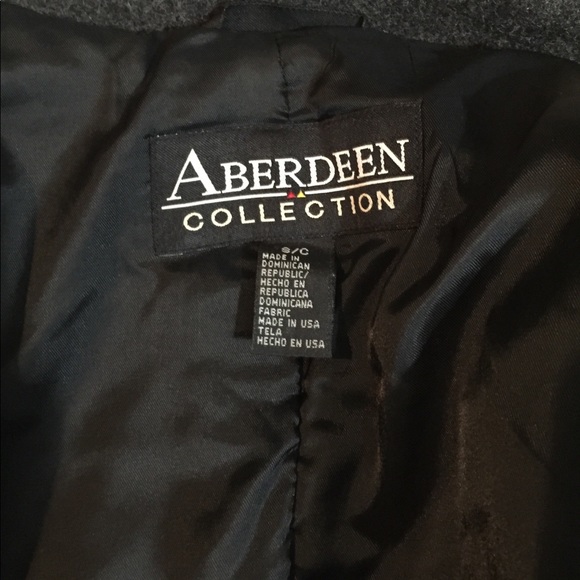 ABERDEEN
COLLECTION
S/C
MADE IN
DOMINICAN
REPUBLIC/
HECHO EN
REPUBLICA
DOMINICANA
FABRIC
MADE IN USA
TELA
HECHO EN USA